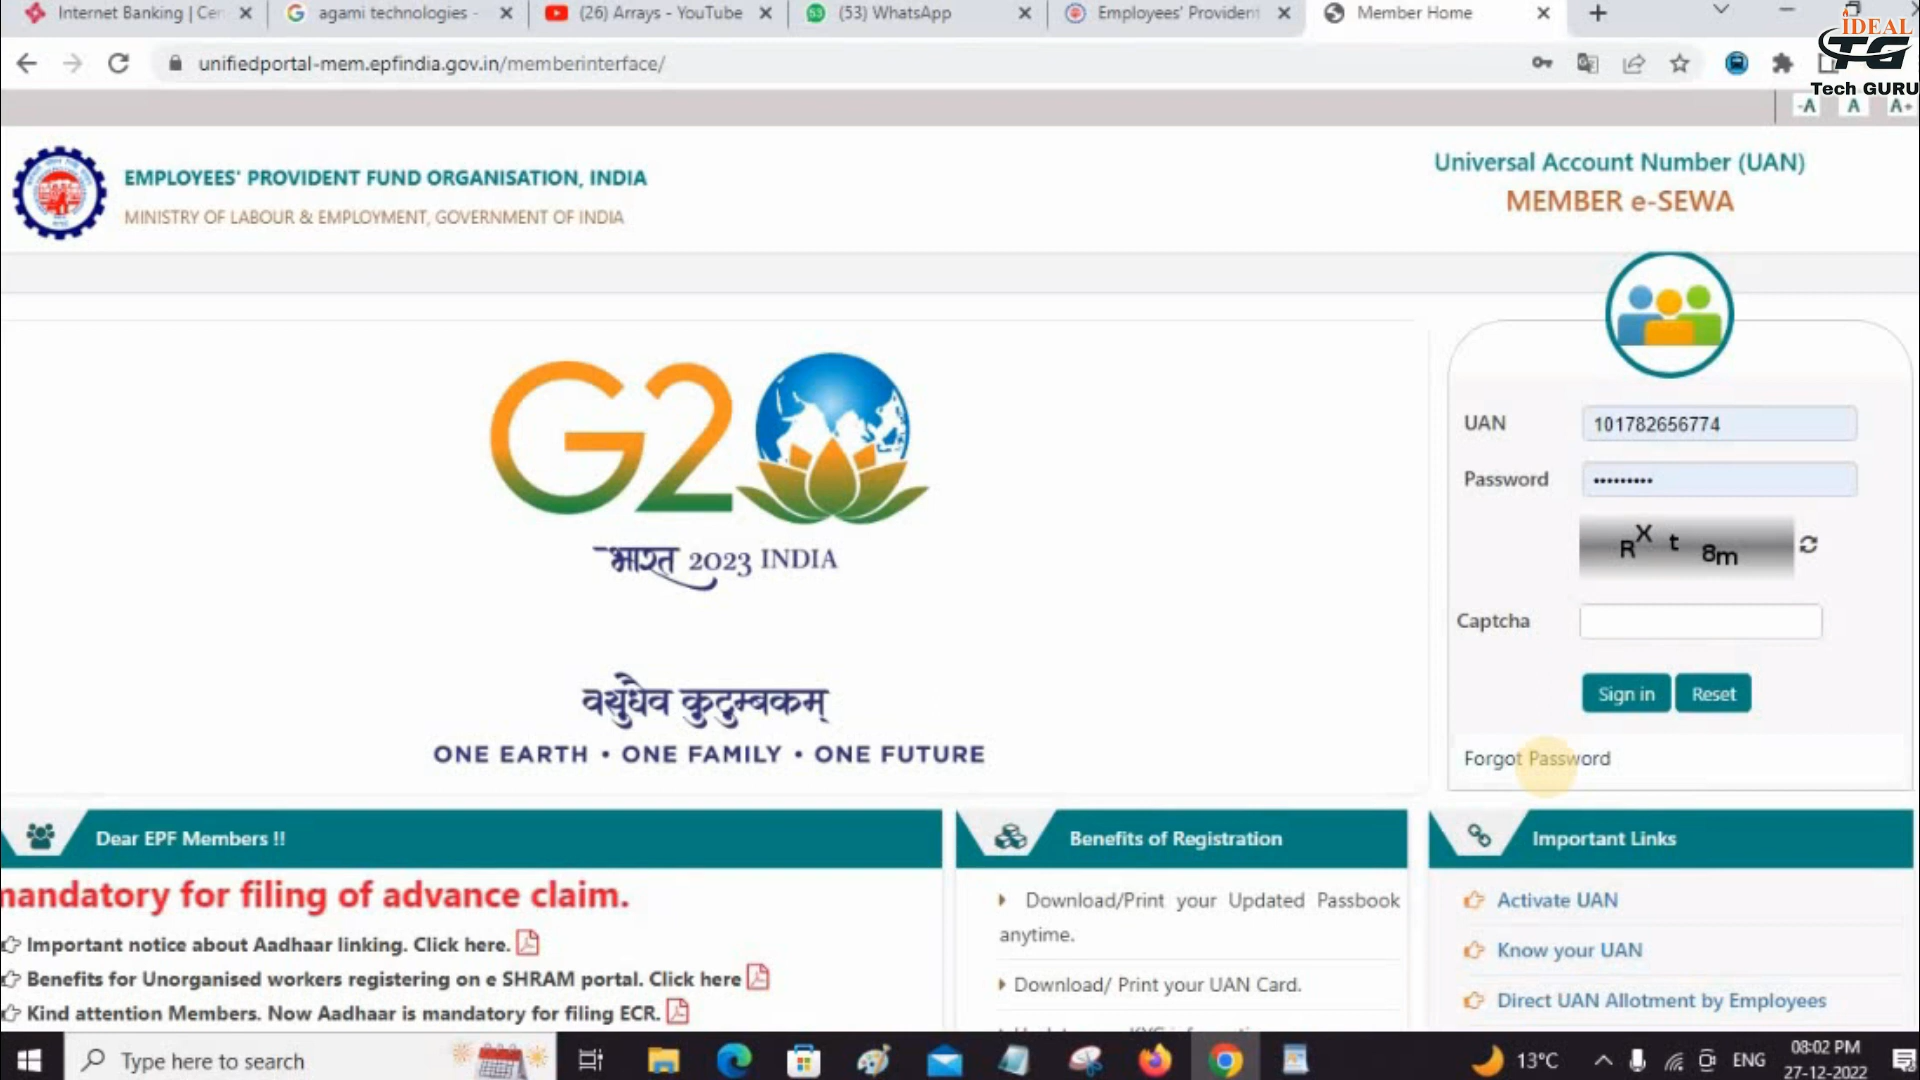 Internet Banking | Cen
agami technologies -
(26) Arrays - YouTube
(53) WhatsApp
Employees' Provident
Member Home
IDEAL
TG
Tech GURU
unifiedportal-mem.epfindia.gov.in/memberinterface/
-A A A+
EMPLOYEES' PROVIDENT FUND ORGANISATION, INDIA
MINISTRY OF LABOUR & EMPLOYMENT, GOVERNMENT OF INDIA
Universal Account Number (UAN)
MEMBER e-SEWA
G20
भारत 2023 INDIA
वसुधैव कुटुम्बकम्
ONE EARTH • ONE FAMILY • ONE FUTURE
UAN 101782656774
Password •••••••••
R X t 8m
Captcha
Sign in Reset
Forgot Password
Dear EPF Members !!
mandatory for filing of advance claim.
Important notice about Aadhaar linking. Click here.
Benefits for Unorganised workers registering on e SHRAM portal. Click here
Kind attention Members. Now Aadhaar is mandatory for filing ECR.
Benefits of Registration
Download/Print your Updated Passbook
anytime.
Download/ Print your UAN Card.
Important Links
Activate UAN
Know your UAN
Direct UAN Allotment by Employees
Type here to search
13°C
ENG
08:02 PM
27-12-2022